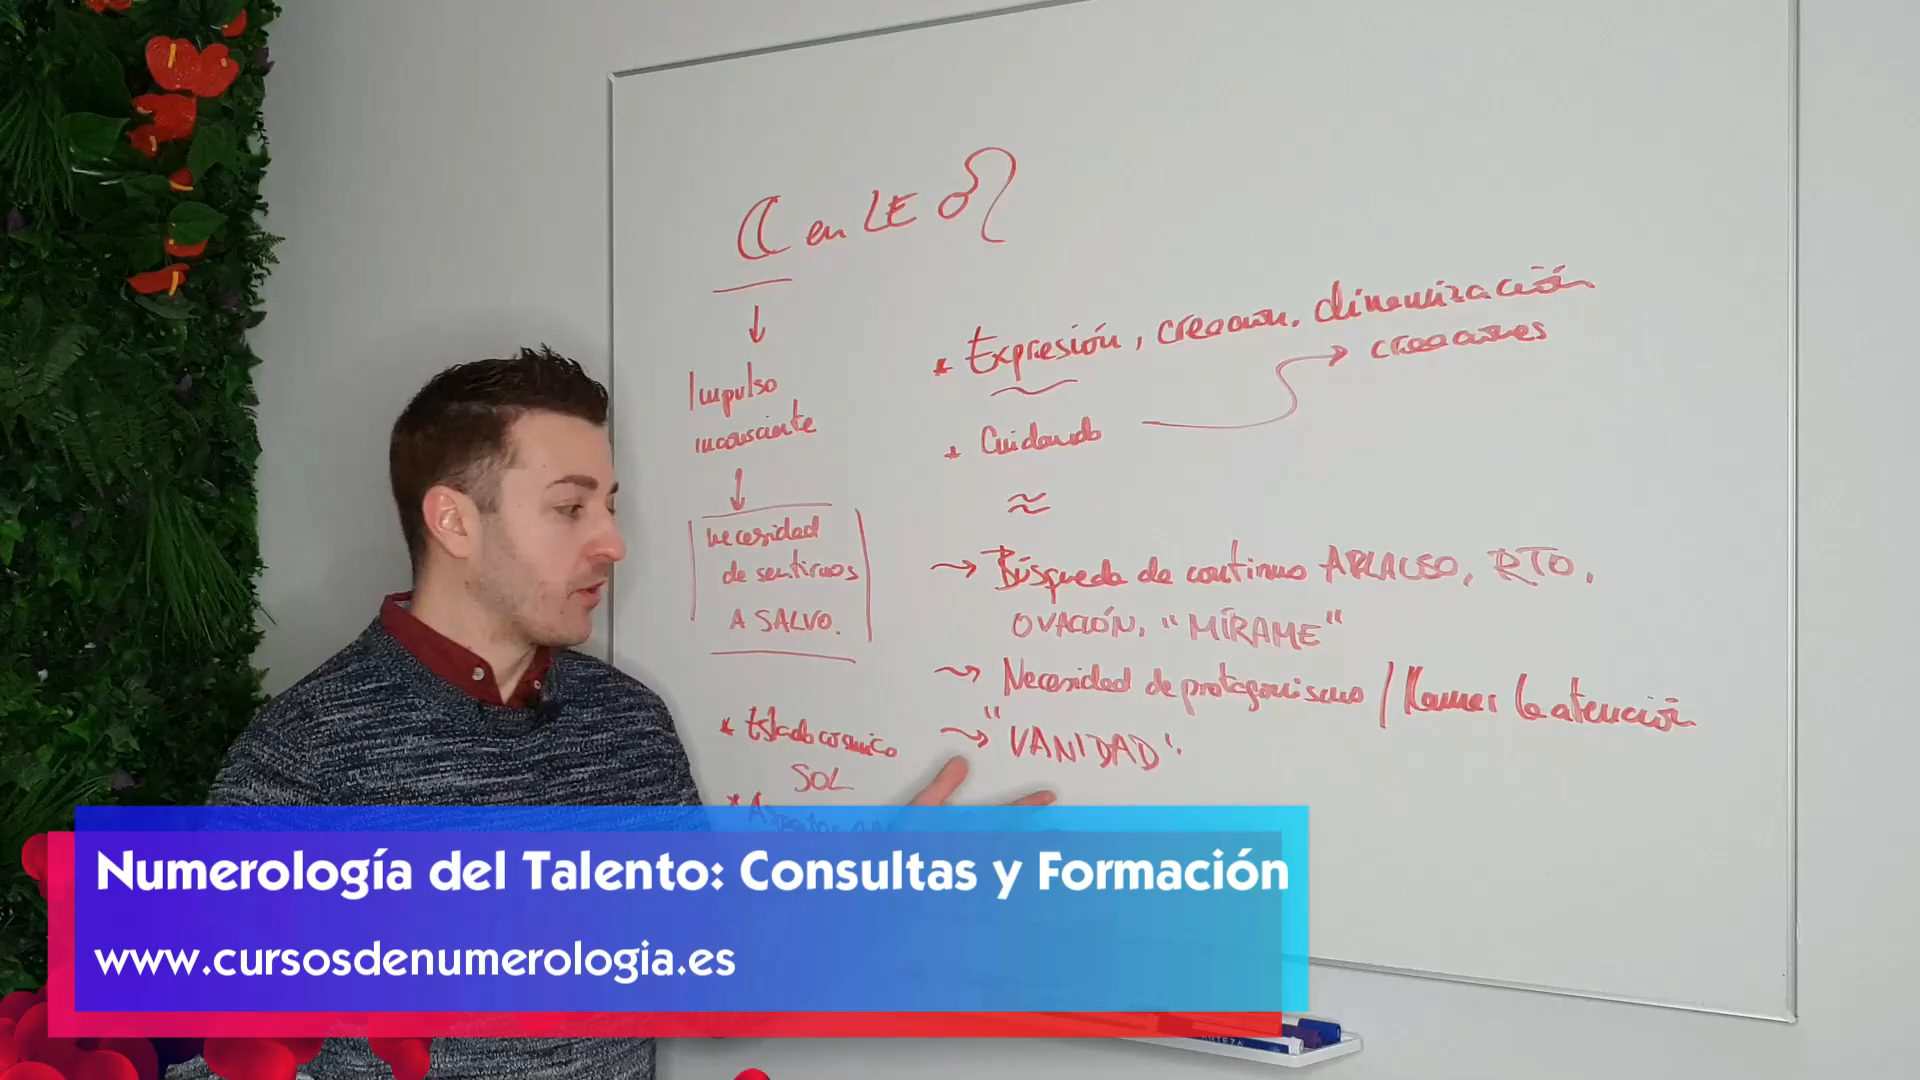 en LEO
Impulso
inconsciente
necesidad
de sentirnos
A SALVO.
* Estado cósmico
SOL
* Expresión, creación, dinamización
creaciones
* Cuidando
≈
→ Búsqueda de continuo APLAUSO, RTO,
OVACIÓN, "MÍRAME"
→ Necesidad de protagonismo / llamar la atención
→ "VANIDAD".
Numerología del Talento: Consultas y Formación
www.cursosdenumerologia.es